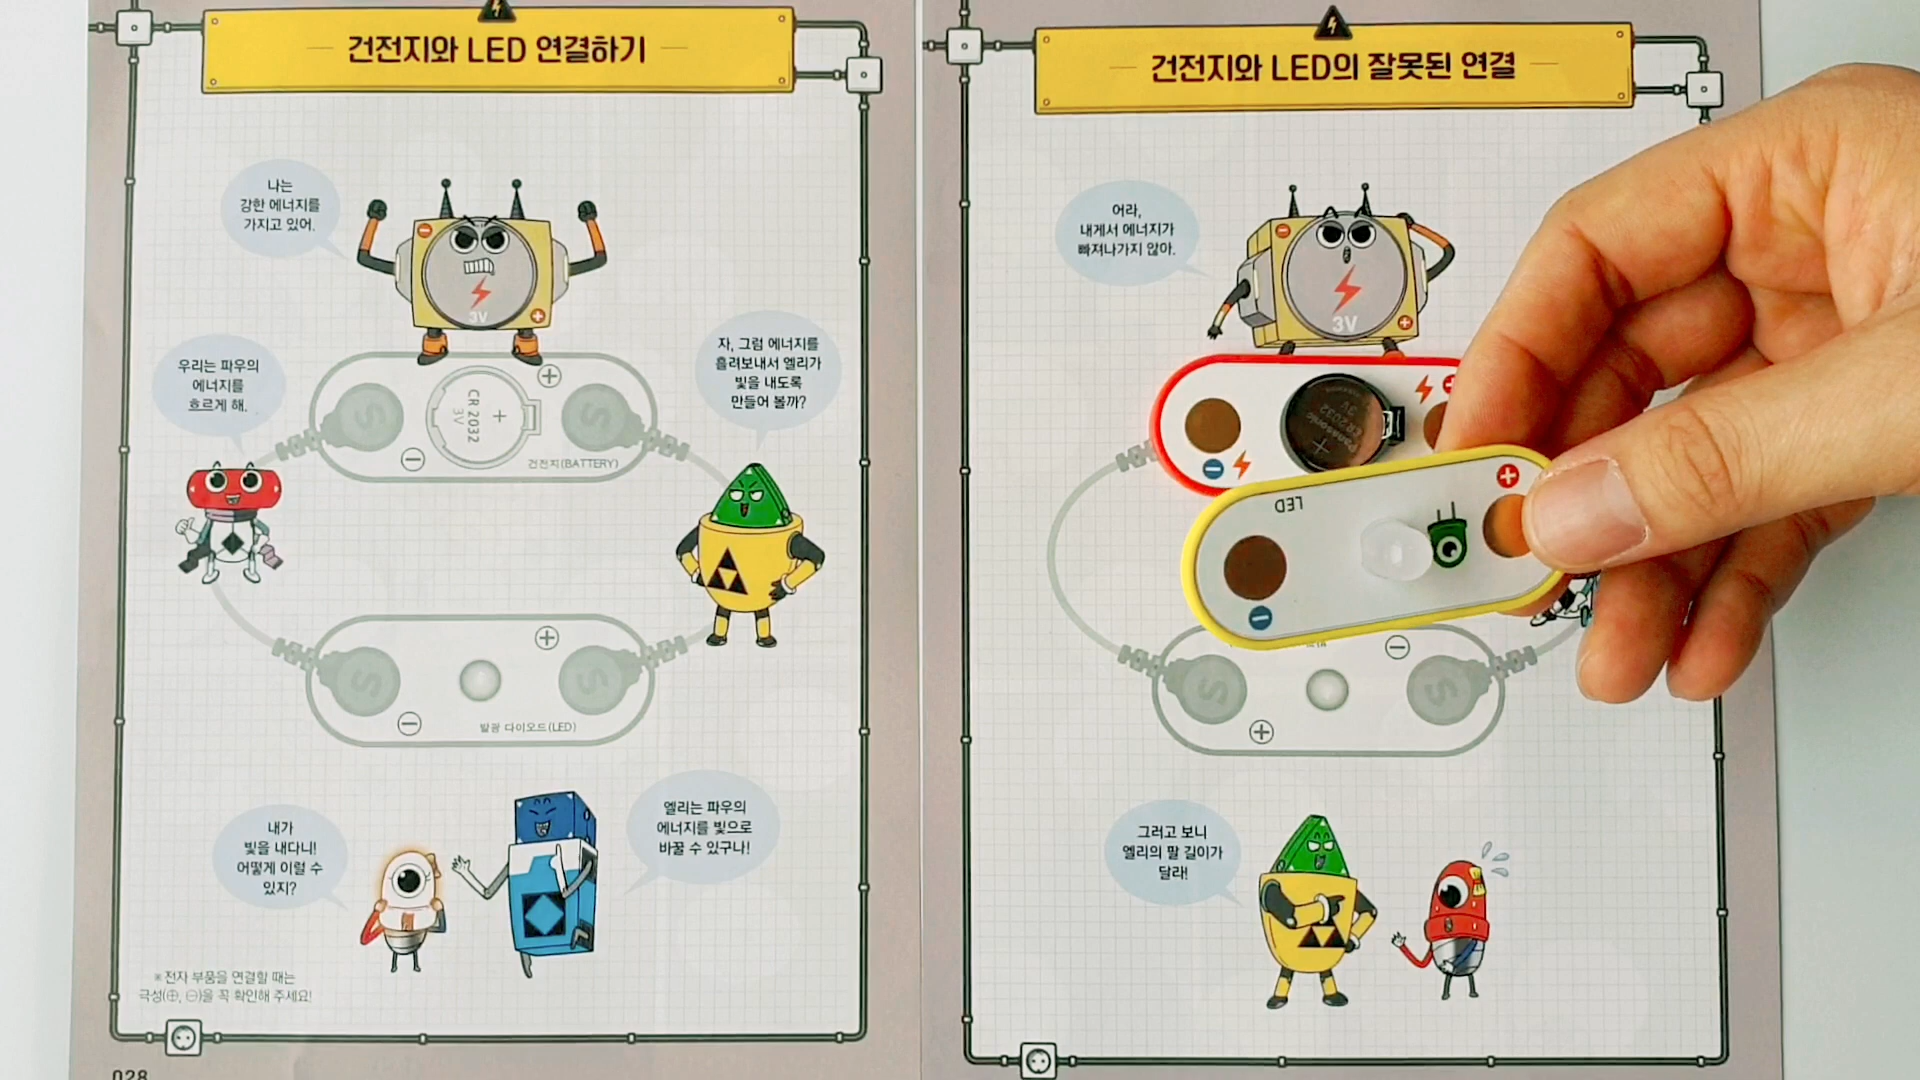 건전지와 LED 연결하기
나는
강한 에너지를
가지고 있어.
3V
우리는 파우의
에너지를
흐르게 해.
자, 그럼 에너지를
흘려보내서 엘리가
빛을 내도록
만들어 볼까?
CR 2032
3V
건전지(BATTERY)
발광 다이오드(LED)
내가
빛을 내다니!
어떻게 이럴 수
있지?
엘리는 파우의
에너지를 빛으로
바꿀 수 있구나!
※전자 부품을 연결할 때는
극성(⊕, ⊖)을 꼭 확인해 주세요!
028
건전지와 LED의 잘못된 연결
어라,
내게서 에너지가
빠져나가지 않아.
3V
Panasonic
CR2032
3V
LED
그러고 보니
엘리의 팔 길이가
달라!